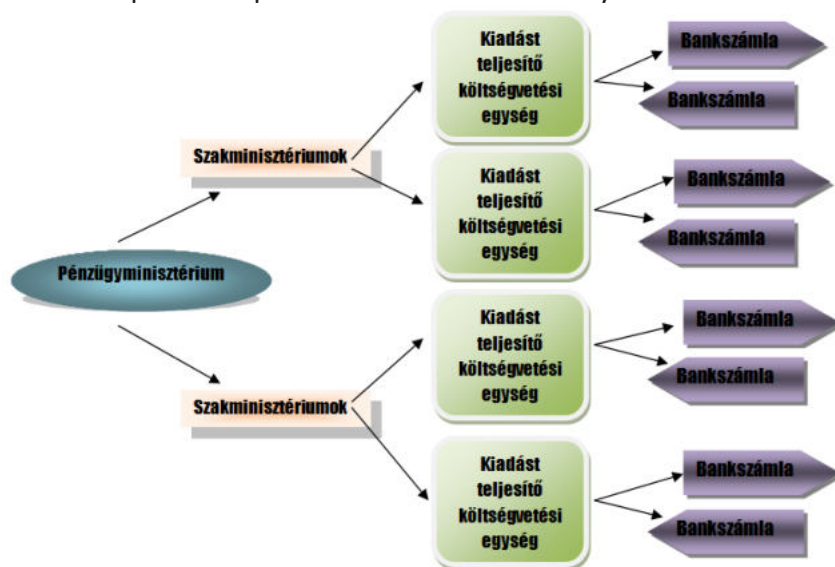 Pénzügyminisztérium
Szakminisztériumok
Kiadást
teljesítő
költségvetési
egység
Bankszámla
Bankszámla
Kiadást
teljesítő
költségvetési
egység
Bankszámla
Bankszámla
Szakminisztériumok
Kiadást
teljesítő
költségvetési
egység
Bankszámla
Bankszámla
Kiadást
teljesítő
költségvetési
egység
Bankszámla
Bankszámla